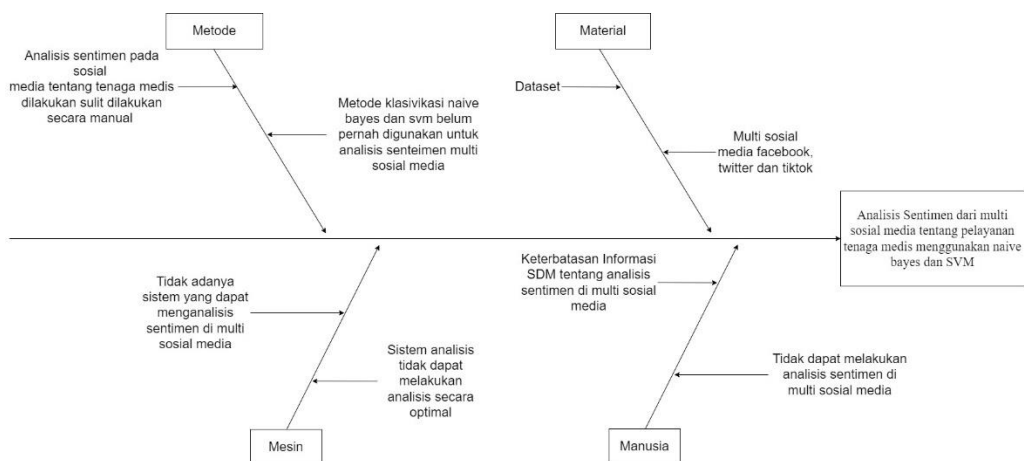 Metode
Material
Analisis sentimen pada
sosial
media tentang tenaga medis
dilakukan sulit dilakukan
secara manual
Metode klasivikasi naive
bayes dan svm belum
pernah digunakan untuk
analisis senteimen multi
sosial media
Dataset
Multi sosial
media facebook,
twitter dan tiktok
Analisis Sentimen dari multi
sosial media tentang pelayanan
tenaga medis menggunakan naive
bayes dan SVM
Tidak adanya
sistem yang dapat
menganalisis
sentimen di multi
sosial media
Sistem analisis
tidak dapat
melakukan
analisis secara
optimal
Keterbatasan Informasi
SDM tentang analisis
sentimen di multi sosial
media
Tidak dapat melakukan
analisis sentimen di
multi sosial media
Mesin
Manusia